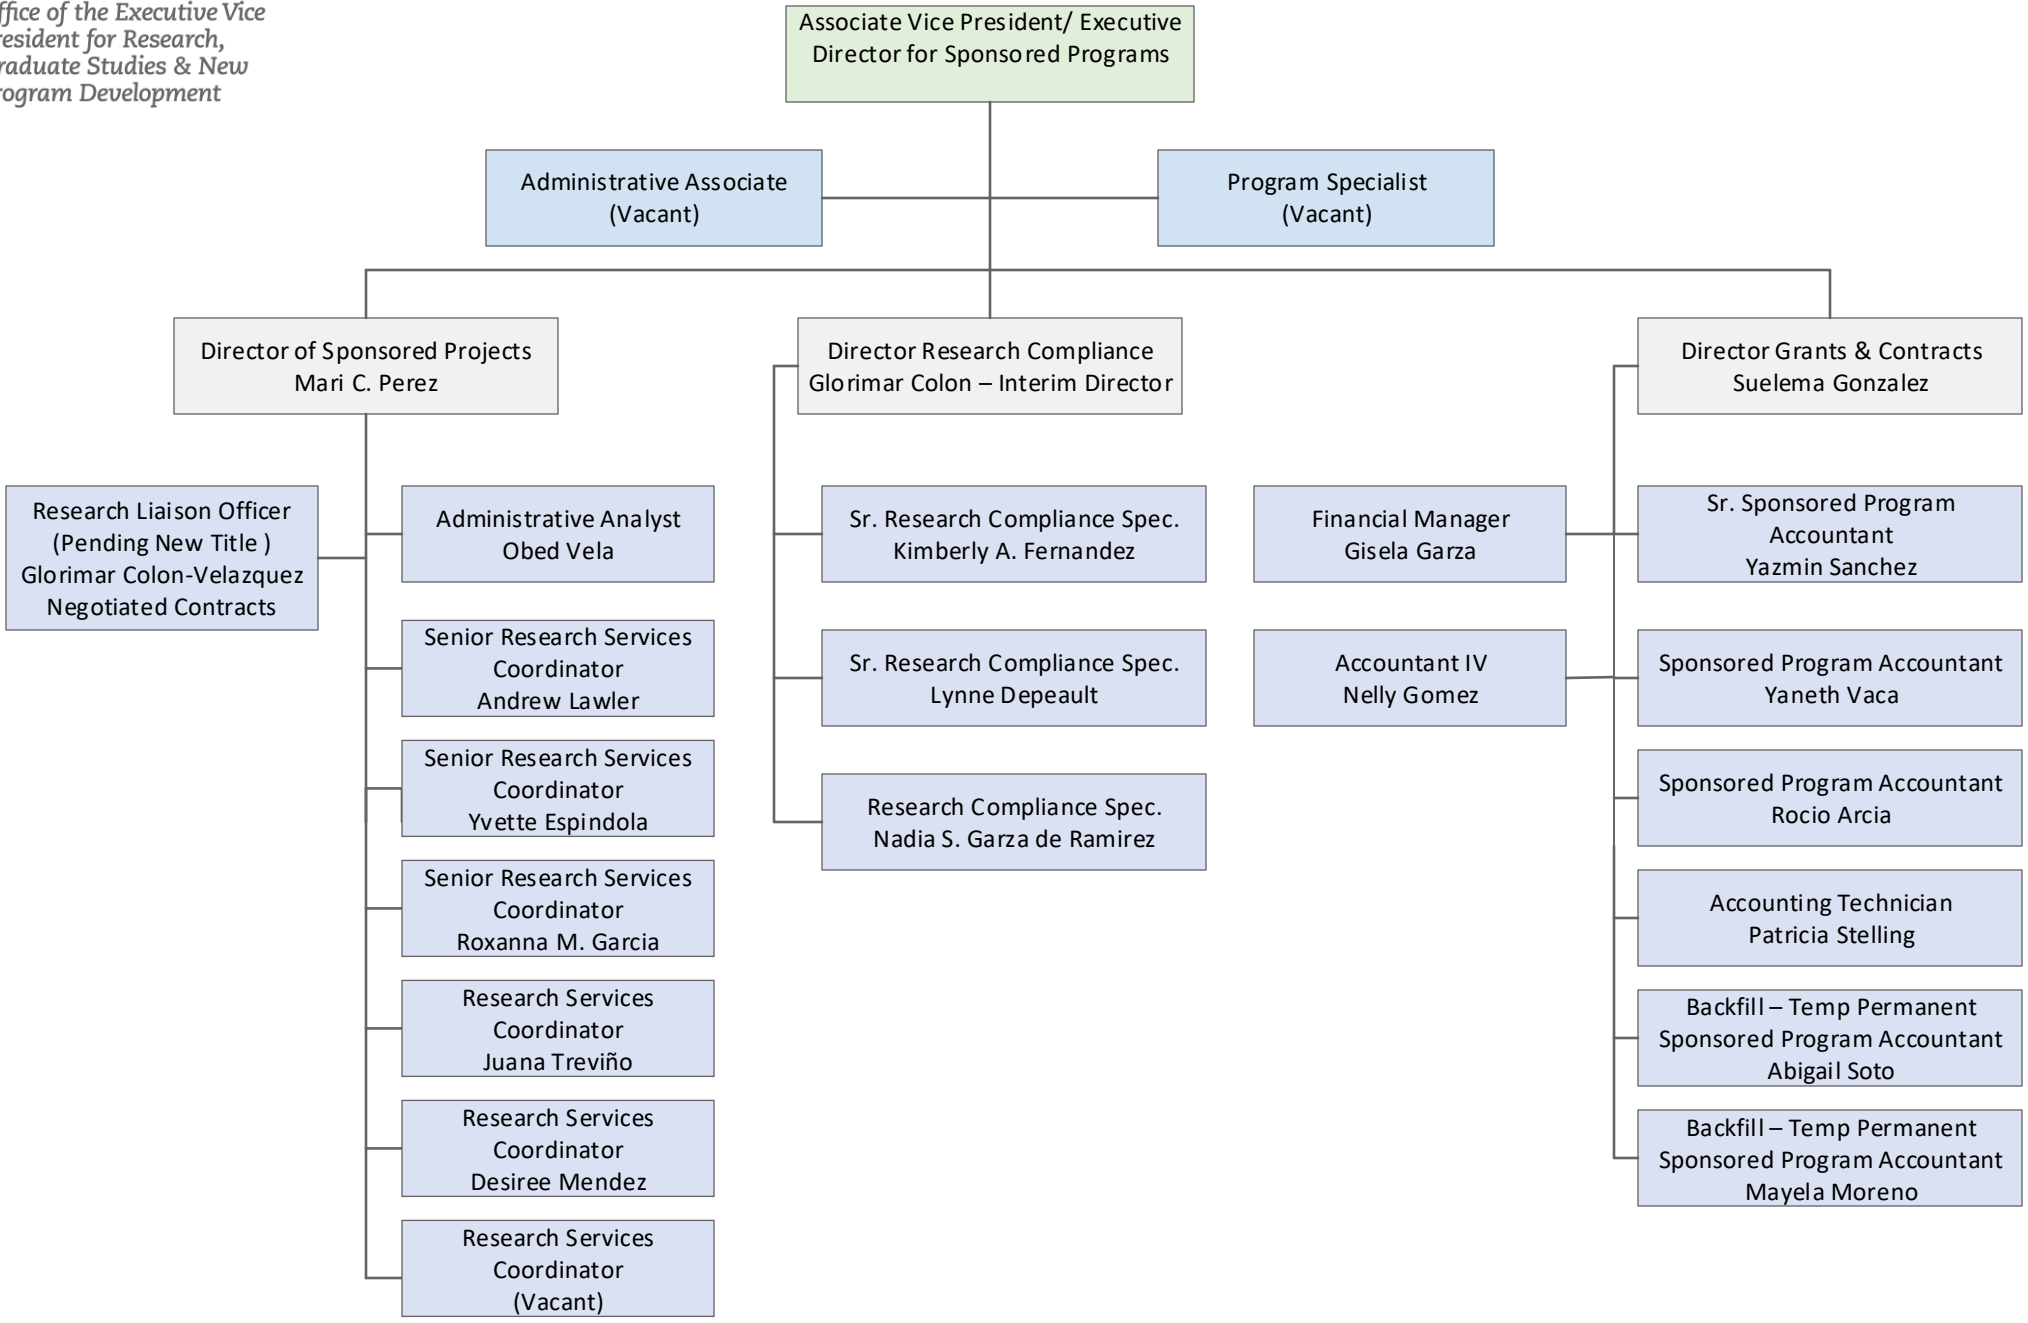 ffice of the Executive Vice
resident for Research,
raduate Studies & New
rogram Development
Associate Vice President/ Executive
Director for Sponsored Programs
Administrative Associate
(Vacant)
Program Specialist
(Vacant)
Director of Sponsored Projects
Mari C. Perez
Director Research Compliance
Glorimar Colon – Interim Director
Director Grants & Contracts
Suelema Gonzalez
Research Liaison Officer
(Pending New Title )
Glorimar Colon-Velazquez
Negotiated Contracts
Administrative Analyst
Obed Vela
Senior Research Services
Coordinator
Andrew Lawler
Senior Research Services
Coordinator
Yvette Espindola
Senior Research Services
Coordinator
Roxanna M. Garcia
Research Services
Coordinator
Juana Treviño
Research Services
Coordinator
Desiree Mendez
Research Services
Coordinator
(Vacant)
Sr. Research Compliance Spec.
Kimberly A. Fernandez
Sr. Research Compliance Spec.
Lynne Depeault
Research Compliance Spec.
Nadia S. Garza de Ramirez
Financial Manager
Gisela Garza
Accountant IV
Nelly Gomez
Sr. Sponsored Program
Accountant
Yazmin Sanchez
Sponsored Program Accountant
Yaneth Vaca
Sponsored Program Accountant
Rocio Arcia
Accounting Technician
Patricia Stelling
Backfill – Temp Permanent
Sponsored Program Accountant
Abigail Soto
Backfill – Temp Permanent
Sponsored Program Accountant
Mayela Moreno